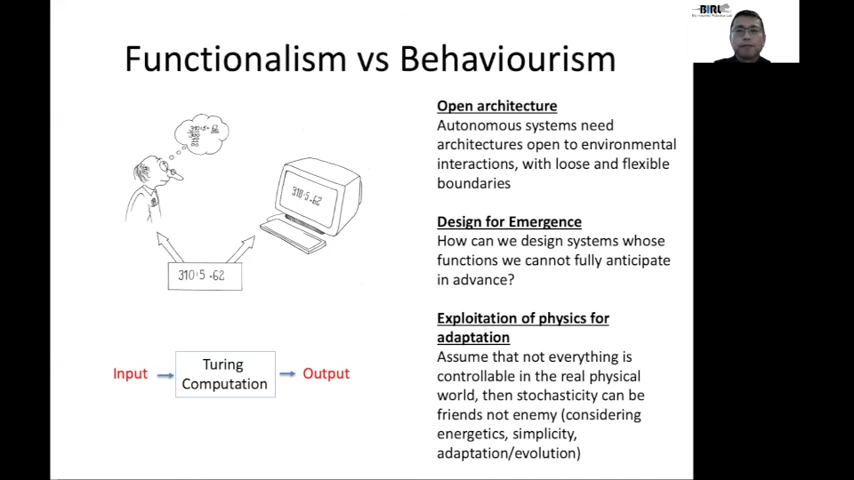 BIRL
Functionalism vs Behaviourism
310:5 = 62
310:5 = 62
Input
Turing
Computation
Output
Open architecture
Autonomous systems need
architectures open to environmental
interactions, with loose and flexible
boundaries
Design for Emergence
How can we design systems whose
functions we cannot fully anticipate
in advance?
Exploitation of physics for
adaptation
Assume that not everything is
controllable in the real physical
world, then stochasticity can be
friends not enemy (considering
energetics, simplicity,
adaptation/evolution)